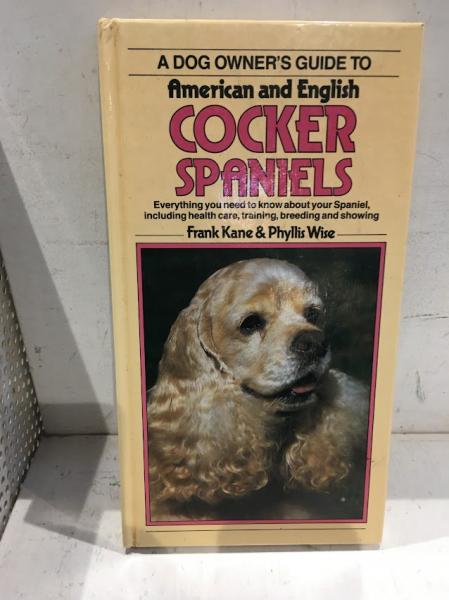 A DOG OWNER'S GUIDE TO
American and English
COCKER
SPANIELS
Everything you need to know about your Spaniel,
including health care, training, breeding and showing
Frank Kane & Phyllis Wise